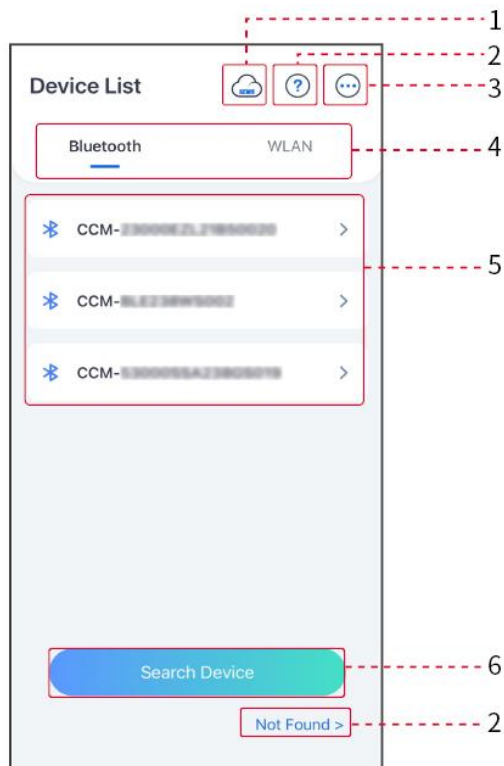 1
2
3
Device List
?
Bluetooth WLAN
4
CCM-
5
CCM-
CCM-
Search Device
6
Not Found >
2